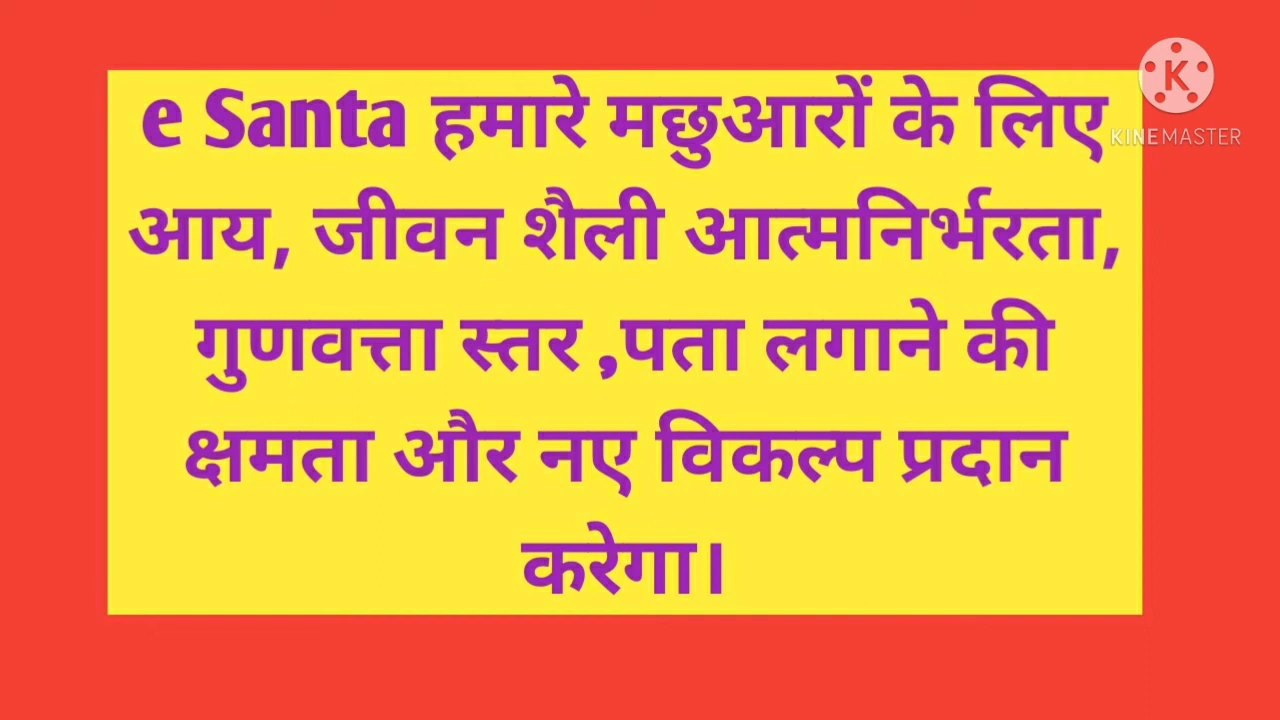 e Santa हमारे मछुआरों के लिए
आय, जीवन शैली आत्मनिर्भरता,
गुणवत्ता स्तर ,पता लगाने की
क्षमता और नए विकल्प प्रदान
करेगा।
K
KINEMASTER